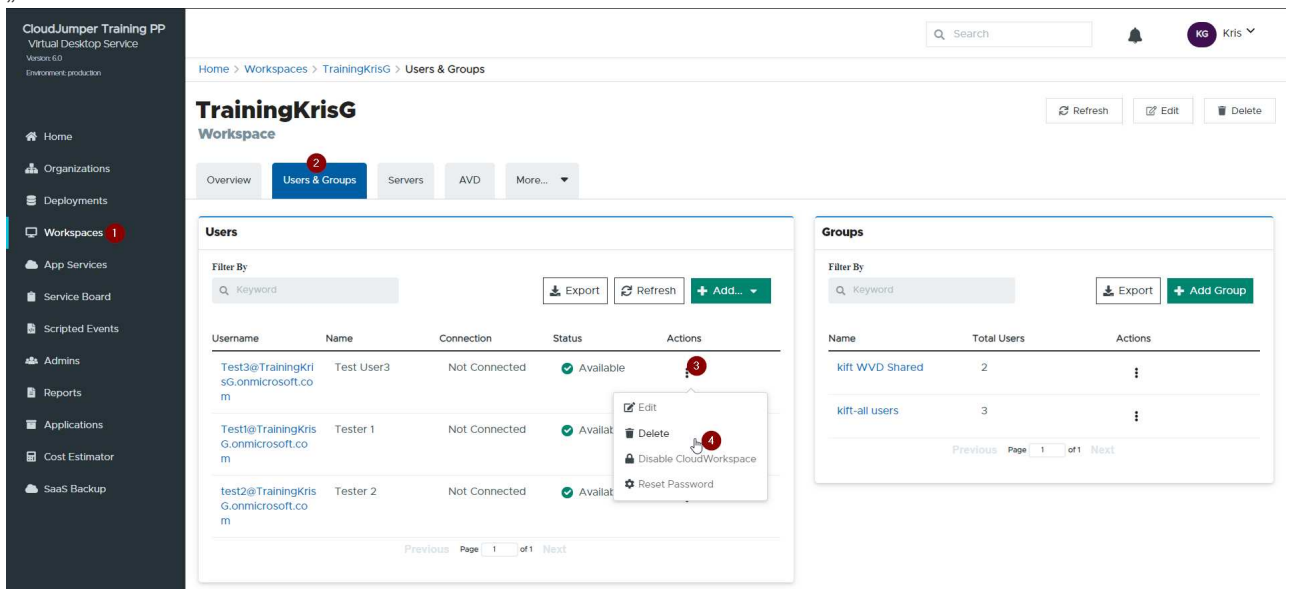 CloudJumper Training PP
Virtual Desktop Service
Version: 6.0
Environment: production
Home
Organizations
Deployments
Workspaces 1
App Services
Service Board
Scripted Events
Admins
Reports
Applications
Cost Estimator
SaaS Backup
Search
KG Kris
Home > Workspaces > TrainingKrisG > Users & Groups
TrainingKrisG
Workspace
Refresh Edit Delete
2
Overview Users & Groups Servers AVD More...
Users
Filter By
Keyword
Export Refresh + Add...
Username Name Connection Status Actions
Test3@TrainingKri Test User3 Not Connected Available 3
sG.onmicrosoft.co
m
Test1@TrainingKris Tester 1 Not Connected Availab
G.onmicrosoft.co
m
test2@TrainingKris Tester 2 Not Connected Availab
G.onmicrosoft.co
m
Edit
Delete 4
Disable CloudWorkspace
Reset Password
Previous Page 1 of 1 Next
Groups
Filter By
Keyword
Export + Add Group
Name Total Users Actions
kift WVD Shared 2
kift-all users 3
Previous Page 1 of 1 Next